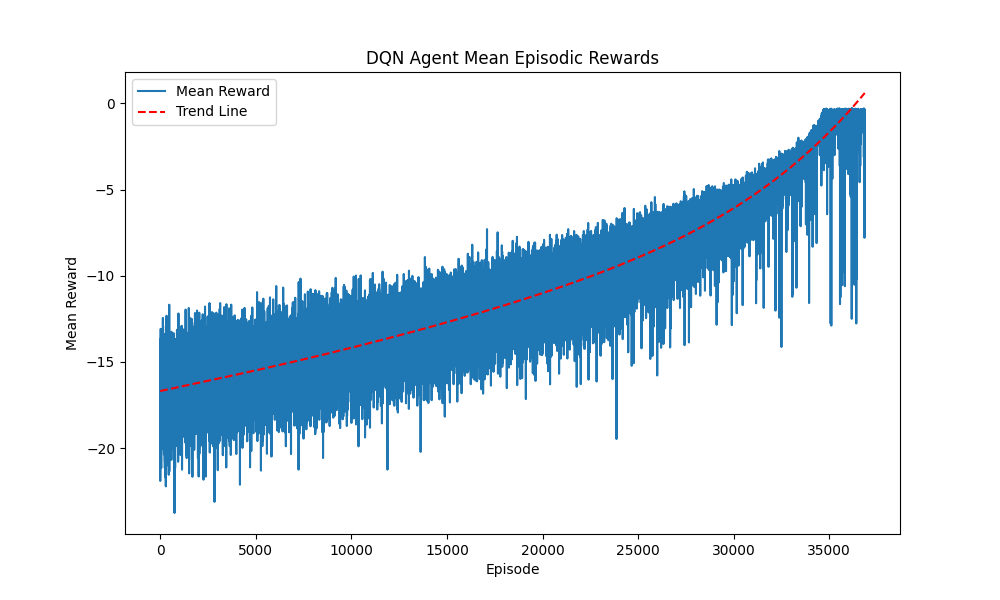 DQN Agent Mean Episodic Rewards
Mean Reward
Trend Line
0
−5
−10
−15
−20
Mean Reward
0 5000 10000 15000 20000 25000 30000 35000
Episode